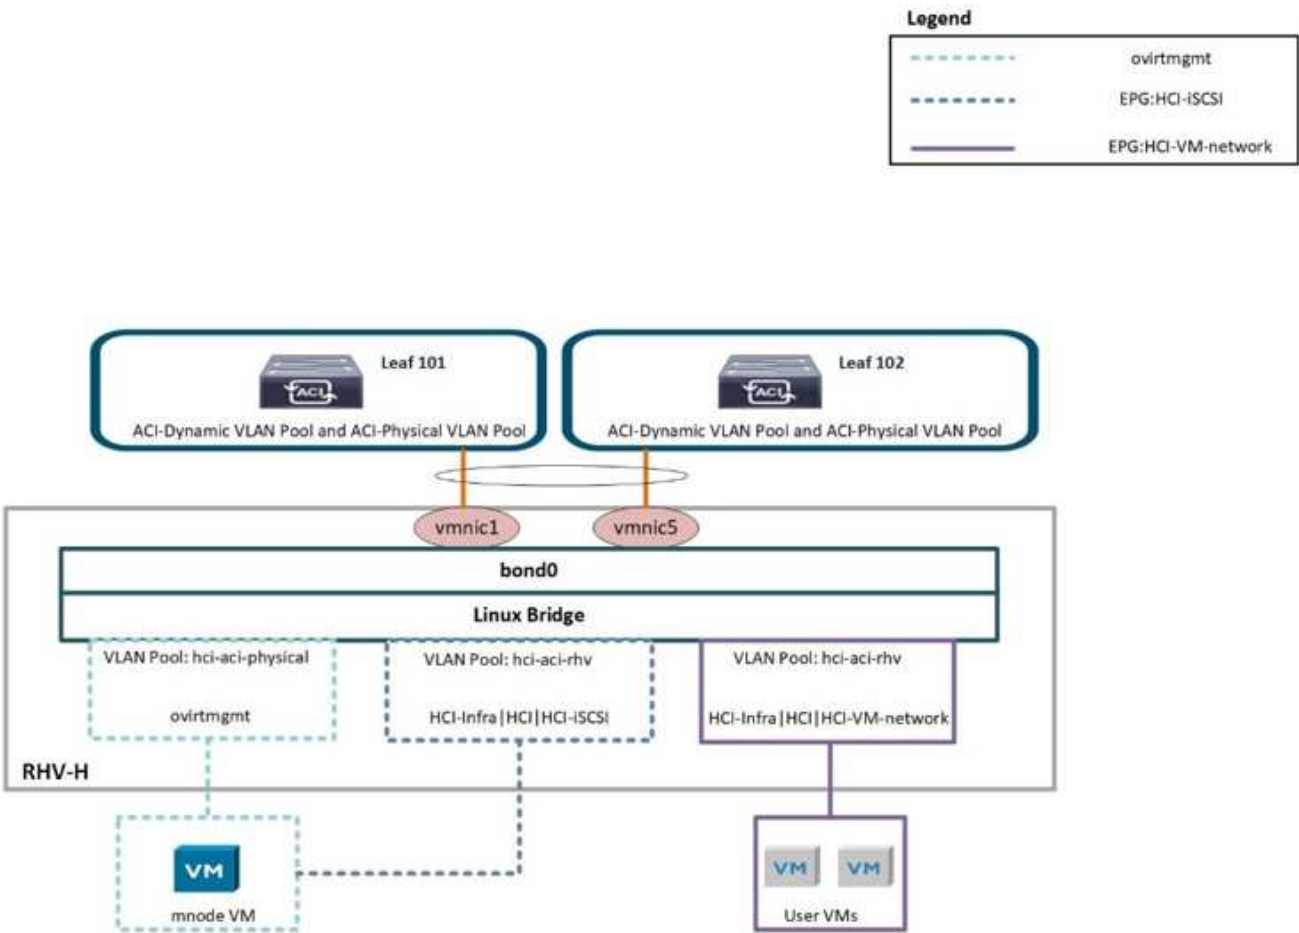 Legend
ovirtmgmt
EPG:HCI-iSCSI
EPG:HCI-VM-network
Leaf 101
ACI
ACI-Dynamic VLAN Pool and ACI-Physical VLAN Pool
Leaf 102
ACI
ACI-Dynamic VLAN Pool and ACI-Physical VLAN Pool
vmnic1
vmnic5
bond0
Linux Bridge
VLAN Pool: hci-aci-physical
ovirtmgmt
VLAN Pool: hci-aci-rhv
HCI-Infra|HCI|HCI-iSCSI
VLAN Pool: hci-aci-rhv
HCI-Infra|HCI|HCI-VM-network
RHV-H
VM
mnode VM
VM VM
User VMs